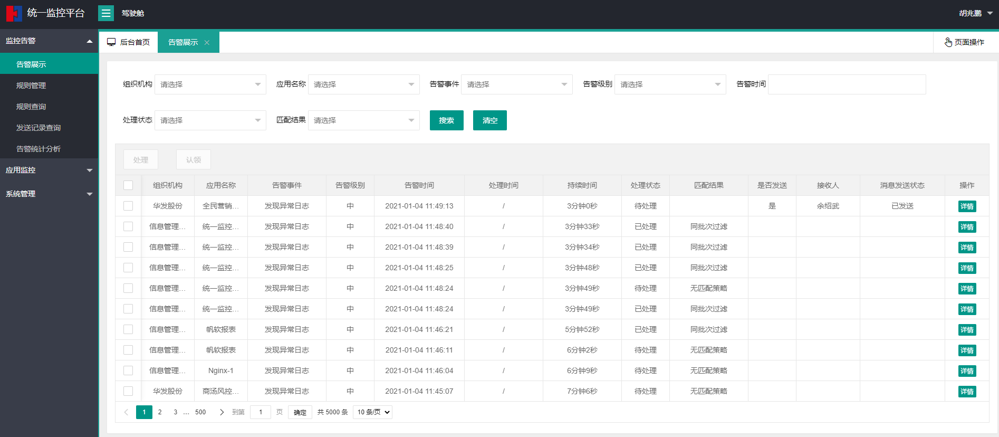 统一监控平台 驾驶舱 胡兆鹏
监控告警
告警展示
规则管理
规则查询
发送记录查询
告警统计分析
应用监控
系统管理
后台首页 告警展示 × 页面操作
组织机构 请选择 应用名称 请选择 告警事件 请选择 告警级别 请选择 告警时间
处理状态 请选择 匹配结果 请选择 搜索 清空
处理 认领
组织机构 应用名称 告警事件 告警级别 告警时间 处理时间 持续时间 处理状态 匹配结果 是否发送 接收人 消息发送状态 操作
华发股份 全民营销... 发现异常日志 中 2021-01-04 11:49:13 / 3分钟0秒 待处理 是 余绍武 已发送 详情
信息管理... 统一监控... 发现异常日志 中 2021-01-04 11:48:40 / 3分钟33秒 已处理 同批次过滤 详情
信息管理... 统一监控... 发现异常日志 中 2021-01-04 11:48:39 / 3分钟34秒 已处理 同批次过滤 详情
信息管理... 统一监控... 发现异常日志 中 2021-01-04 11:48:25 / 3分钟48秒 已处理 同批次过滤 详情
信息管理... 统一监控... 发现异常日志 中 2021-01-04 11:48:24 / 3分钟49秒 待处理 无匹配策略 详情
信息管理... 统一监控... 发现异常日志 中 2021-01-04 11:48:24 / 3分钟49秒 已处理 同批次过滤 详情
信息管理... 帆软报表 发现异常日志 中 2021-01-04 11:46:21 / 5分钟52秒 已处理 同批次过滤 详情
信息管理... 帆软报表 发现异常日志 中 2021-01-04 11:46:11 / 6分钟2秒 待处理 无匹配策略 详情
信息管理... Nginx-1 发现异常日志 中 2021-01-04 11:46:04 / 6分钟9秒 待处理 无匹配策略 详情
华发股份 商汤风控... 发现异常日志 中 2021-01-04 11:45:07 / 7分钟6秒 待处理 无匹配策略 详情
1 2 3 ... 500 到第 1 页 确定 共 5000 条 10 条/页